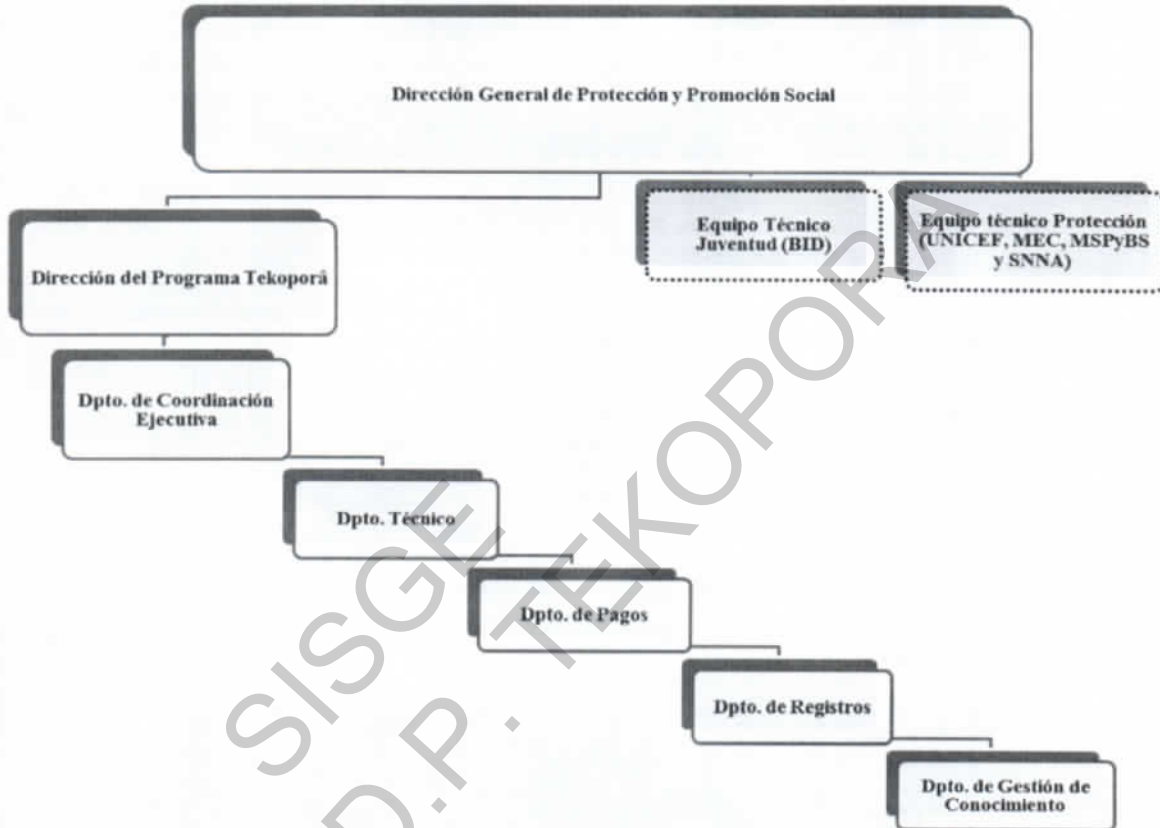 Dirección General de Protección y Promoción Social
Equipo Técnico
Juventud (BID)
Equipo técnico Protección
(UNICEF, MEC, MSPyBS
y SNNA)
Dirección del Programa Tekoporâ
Dpto. de Coordinación
Ejecutiva
Dpto. Técnico
Dpto. de Pagos
Dpto. de Registros
Dpto. de Gestión de
Conocimiento
SISGE
D.P. TEKOPORA